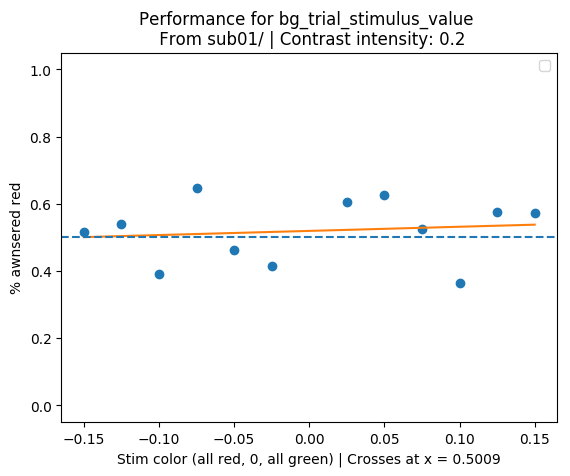 Performance for bg_trial_stimulus_value
From sub01/ | Contrast intensity: 0.2
1.0
0.8
0.6
0.4
0.2
0.0
% awnsered red
−0.15 −0.10 −0.05 0.00 0.05 0.10 0.15
Stim color (all red, 0, all green) | Crosses at x = 0.5009